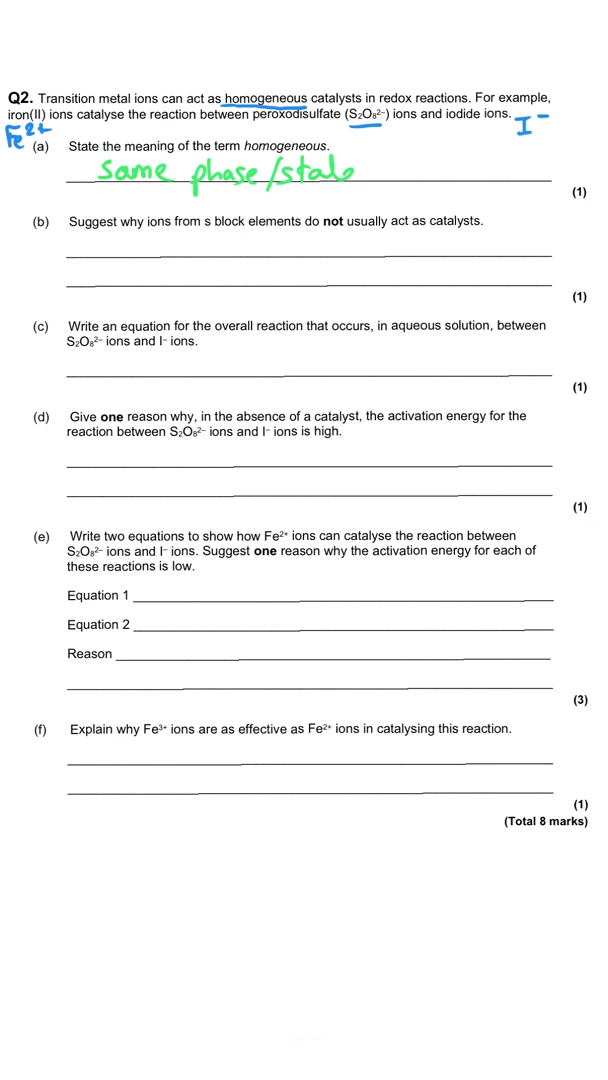 Q2. Transition metal ions can act as homogeneous catalysts in redox reactions. For example,
iron(II) ions catalyse the reaction between peroxodisulfate (S₂O₈²⁻) ions and iodide ions.
Fe²⁺
I⁻
(a) State the meaning of the term homogeneous.
Same phase/state
(1)
(b) Suggest why ions from s block elements do not usually act as catalysts.
(1)
(c) Write an equation for the overall reaction that occurs, in aqueous solution, between
S₂O₈²⁻ ions and I⁻ ions.
(1)
(d) Give one reason why, in the absence of a catalyst, the activation energy for the
reaction between S₂O₈²⁻ ions and I⁻ ions is high.
(1)
(e) Write two equations to show how Fe²⁺ ions can catalyse the reaction between
S₂O₈²⁻ ions and I⁻ ions. Suggest one reason why the activation energy for each of
these reactions is low.
Equation 1
Equation 2
Reason
(3)
(f) Explain why Fe³⁺ ions are as effective as Fe²⁺ ions in catalysing this reaction.
(1)
(Total 8 marks)